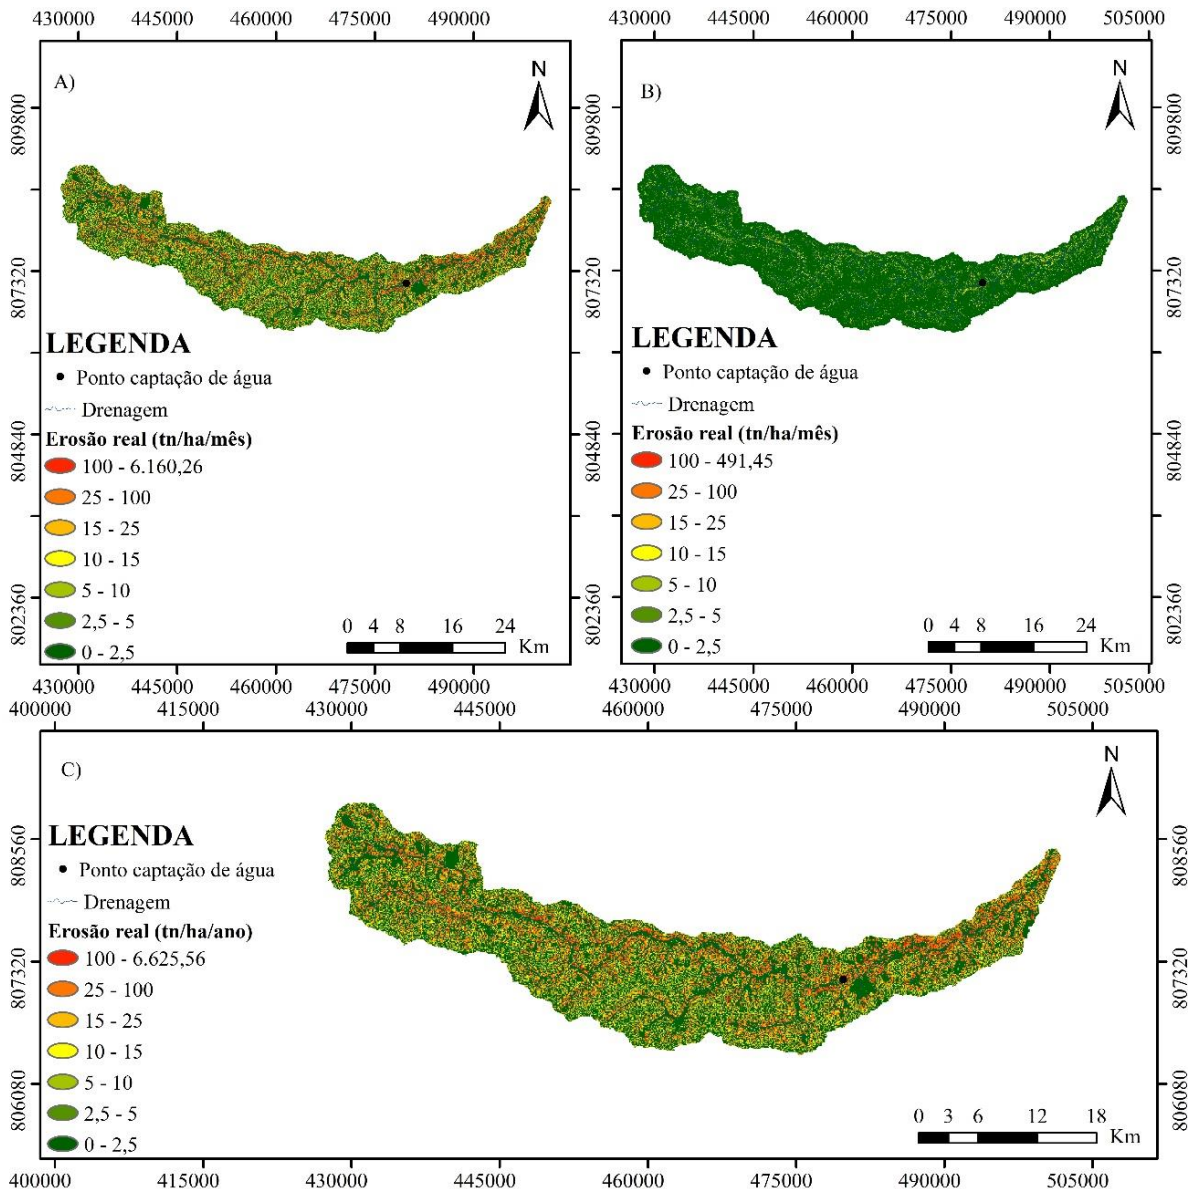 430000 445000 460000 475000 490000
A)
N
809800
807320
804840
802360
LEGENDA
Ponto captação de água
Drenagem
Erosão real (tn/ha/mês)
100 - 6.160,26
25 - 100
15 - 25
10 - 15
5 - 10
2,5 - 5
0 - 2,5
0 4 8 16 24
Km
430000 445000 460000 475000 490000
430000 445000 460000 475000 490000 505000
B)
N
809800
807320
804840
802360
LEGENDA
Ponto captação de água
Drenagem
Erosão real (tn/ha/mês)
100 - 491,45
25 - 100
15 - 25
10 - 15
5 - 10
2,5 - 5
0 - 2,5
0 4 8 16 24
Km
430000 445000 460000 475000 490000 505000
400000 415000 430000 445000 460000 475000 490000 505000
C)
N
808560
807320
806080
808560
807320
806080
LEGENDA
Ponto captação de água
Drenagem
Erosão real (tn/ha/ano)
100 - 6.625,56
25 - 100
15 - 25
10 - 15
5 - 10
2,5 - 5
0 - 2,5
0 3 6 12 18
Km
400000 415000 430000 445000 460000 475000 490000 505000